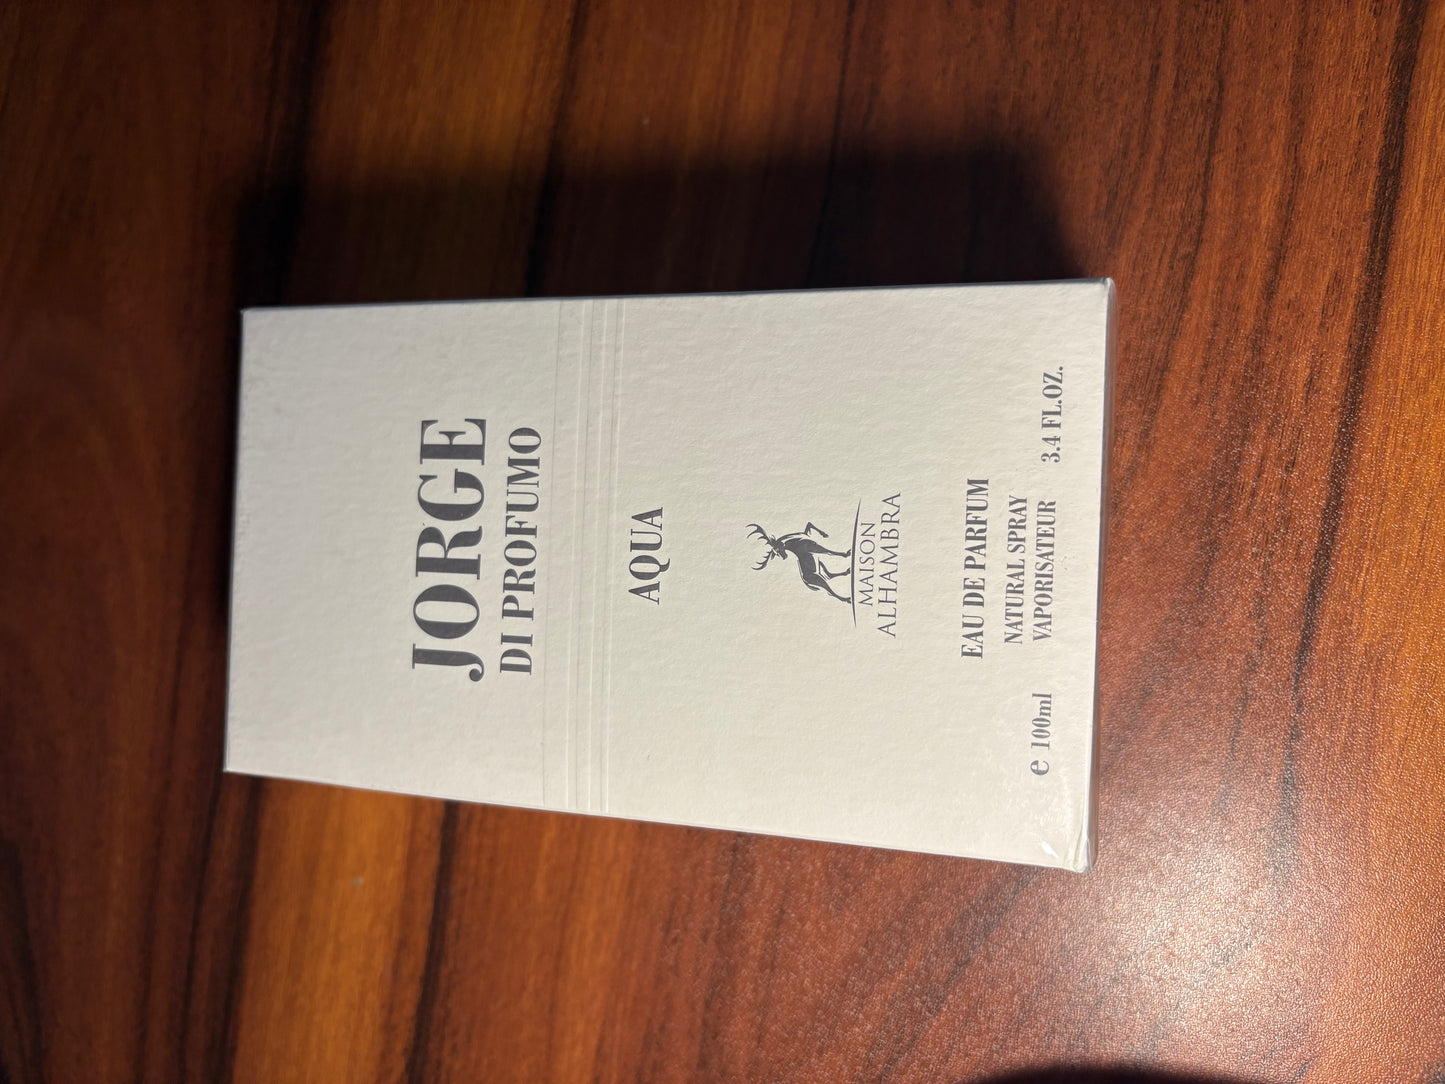 JORGE
DI PROFUMO
AQUA
MAISON
ALHAMBRA
EAU DE PARFUM
NATURAL SPRAY
VAPORISATEUR
e 100ml 3.4 FL.OZ.